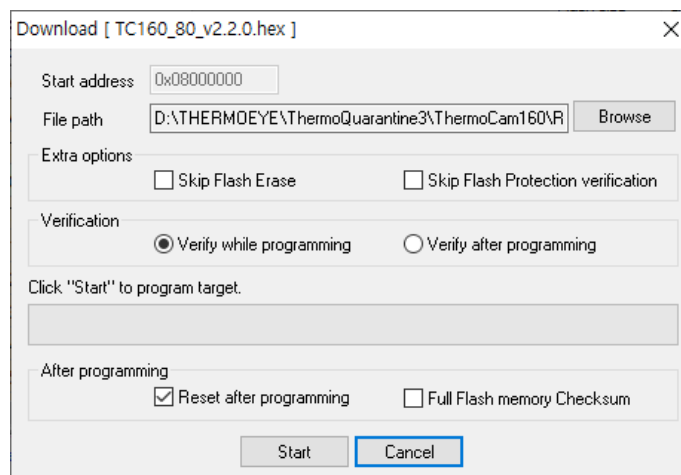 Download [ TC160_80_v2.2.0.hex ]
Start address 0x08000000
File path D:\THERMOEYE\ThermoQuarantine3\ThermoCam160\R Browse
Extra options
Skip Flash Erase Skip Flash Protection verification
Verification
Verify while programming Verify after programming
Click "Start" to program target.
After programming
Reset after programming Full Flash memory Checksum
Start Cancel